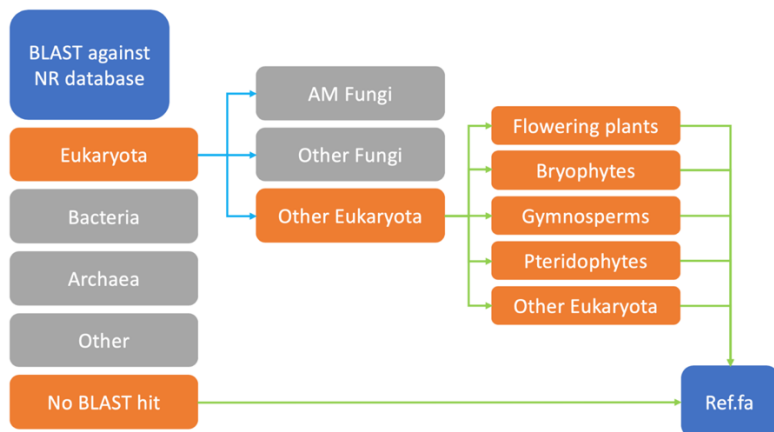 BLAST against
NR database
Eukaryota
Bacteria
Archaea
Other
No BLAST hit
AM Fungi
Other Fungi
Other Eukaryota
Flowering plants
Bryophytes
Gymnosperms
Pteridophytes
Other Eukaryota
Ref.fa